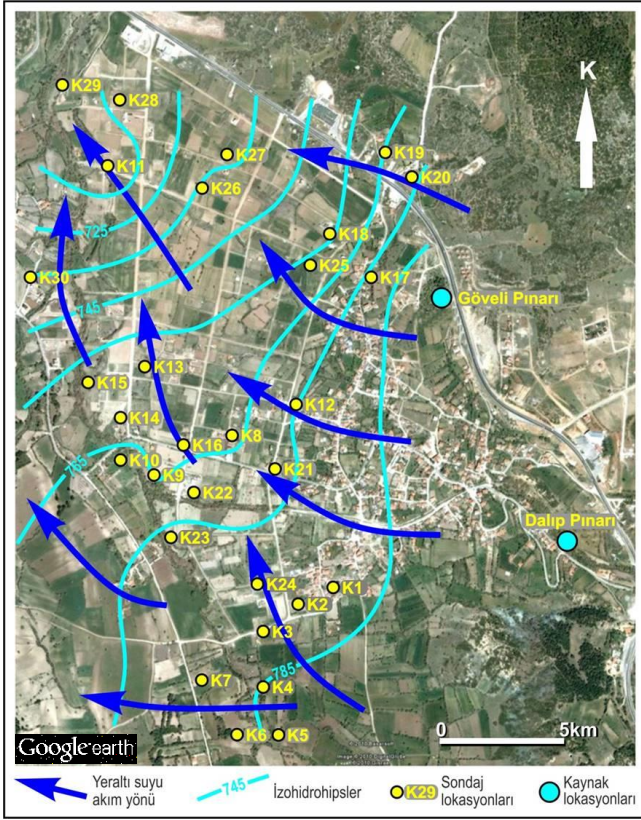 K
K29
K28
K11
K27
K26
K19
K20
725
K18
K25
K30
K17
Göveli Pınarı
745
K13
K15
K12
K14
K16
K8
765
K10
K9
K21
K22
Dalıp Pınarı
K23
K24
K1
K2
K3
785
K7
K4
K6
K5
0 5km
Google earth
Yeraltı suyu akım yönü
745
İzohidrohipsler
K29
Sondaj lokasyonları
Kaynak lokasyonları